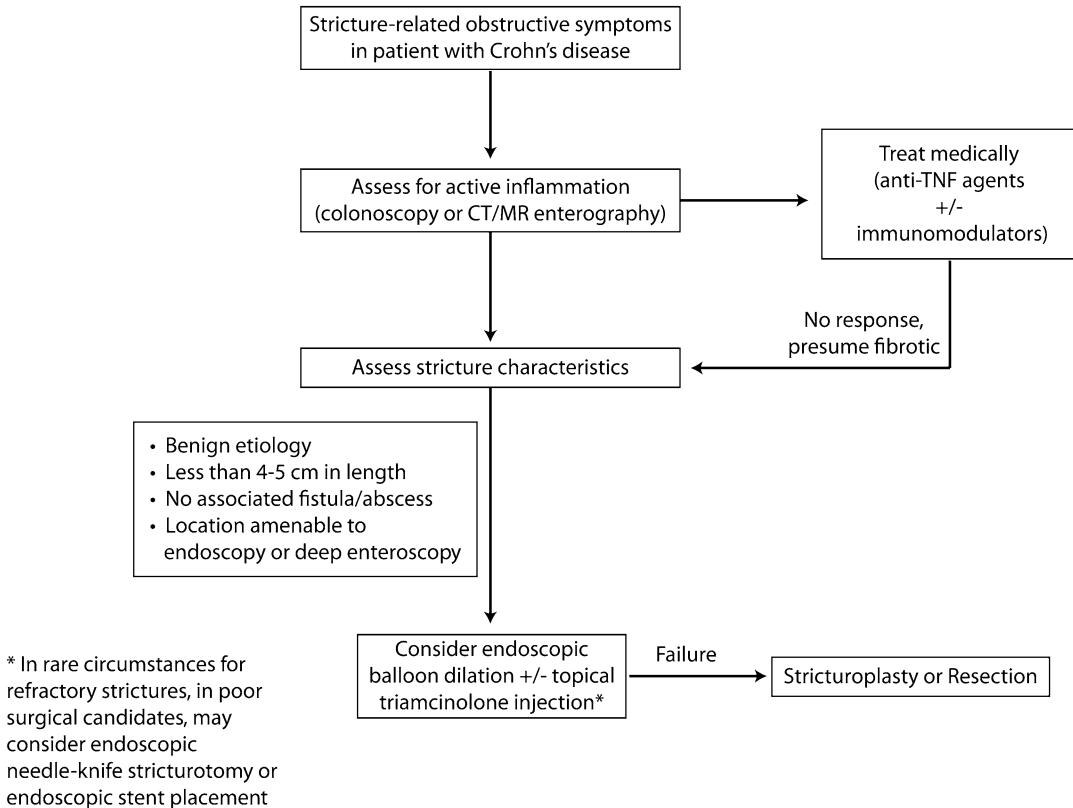 Stricture-related obstructive symptoms
in patient with Crohn’s disease
Assess for active inflammation
(colonoscopy or CT/MR enterography)
Treat medically
(anti-TNF agents
+/-
immunomodulators)
No response,
presume fibrotic
Assess stricture characteristics
• Benign etiology
• Less than 4-5 cm in length
• No associated fistula/abscess
• Location amenable to
endoscopy or deep enteroscopy
Consider endoscopic
balloon dilation +/- topical
triamcinolone injection*
Failure
Stricturoplasty or Resection
* In rare circumstances for
refractory strictures, in poor
surgical candidates, may
consider endoscopic
needle-knife stricturotomy or
endoscopic stent placement